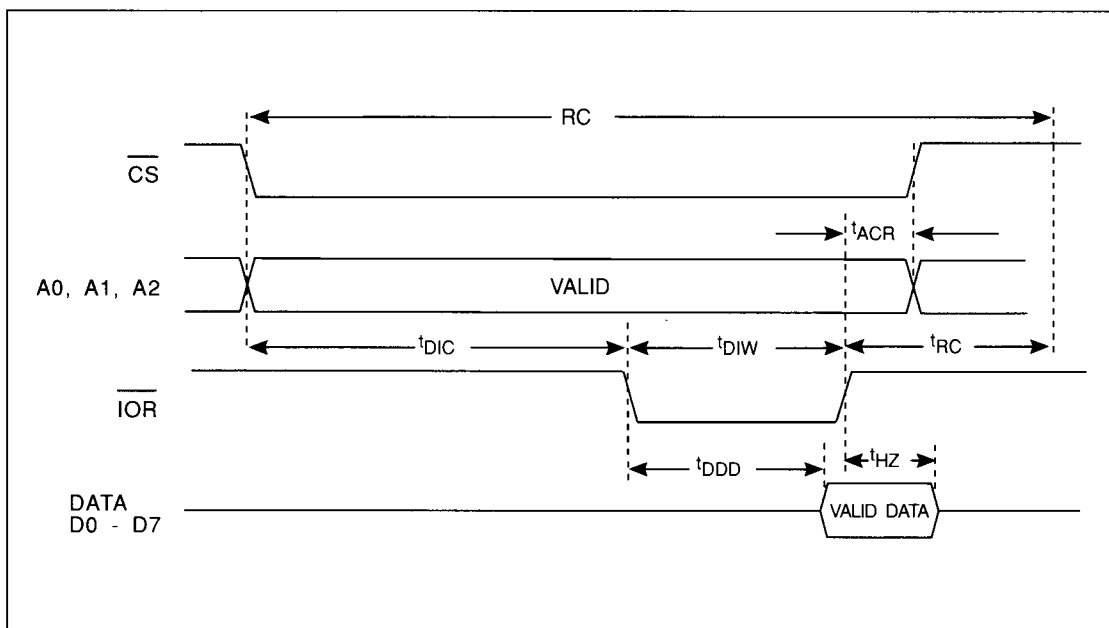 RC
CS
tACR
A0, A1, A2
VALID
tDIC
tDIW
tRC
IOR
tDDD
tHZ
DATA
D0 - D7
VALID DATA